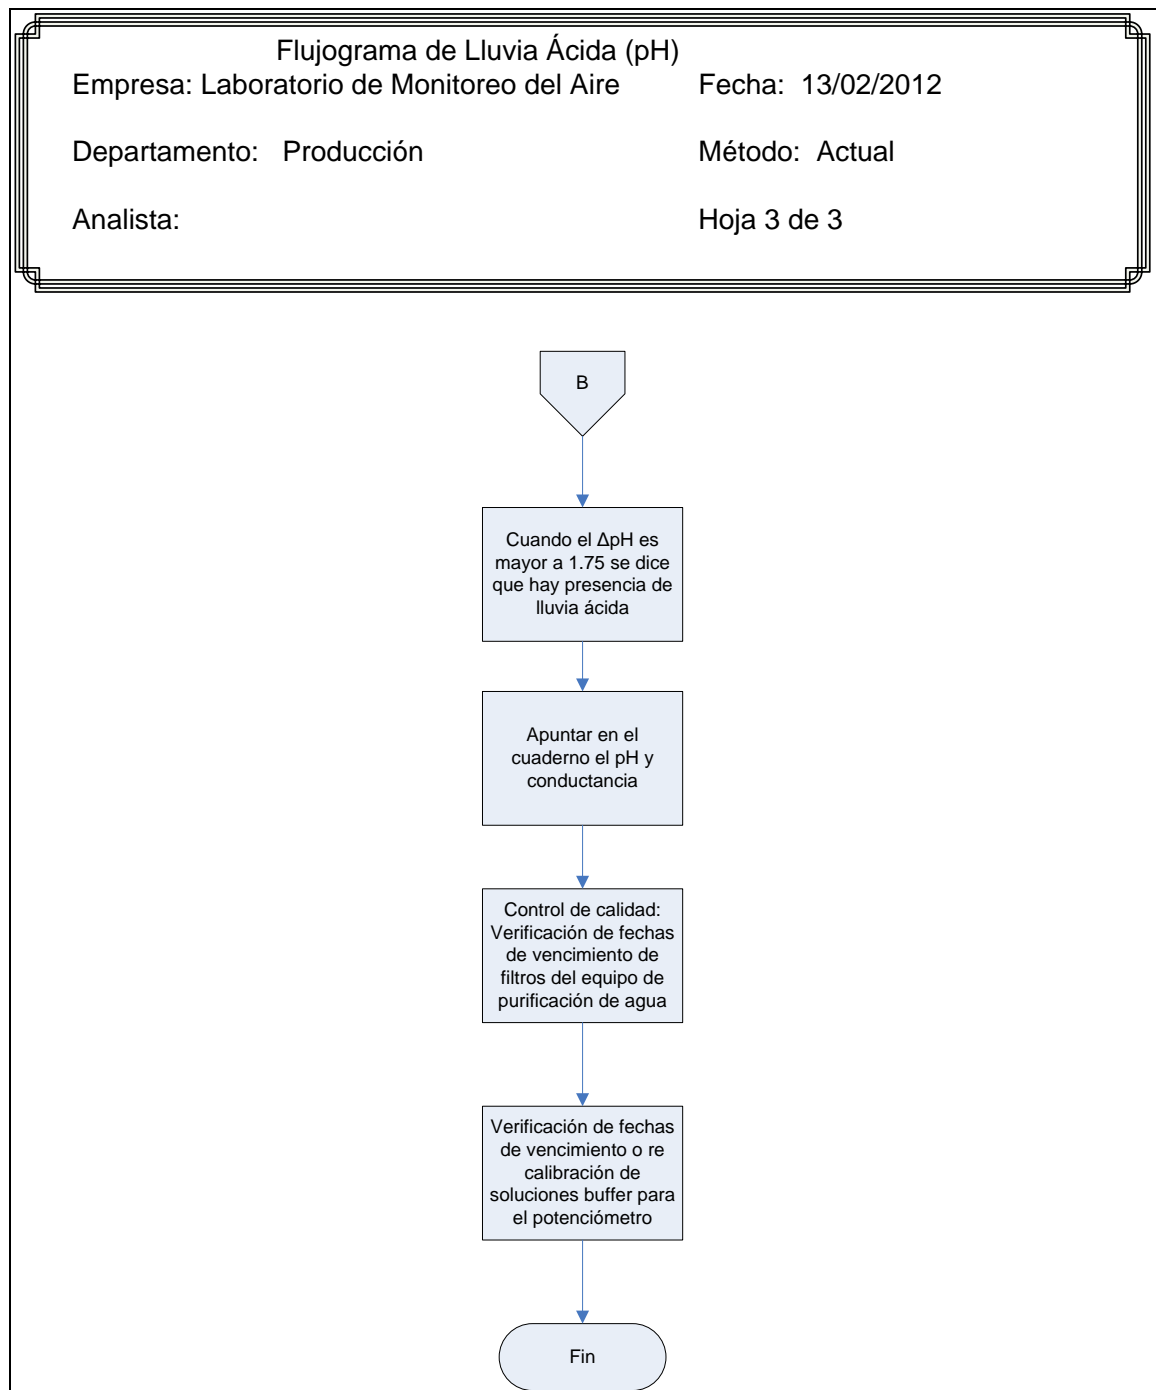 Flujograma de Lluvia Ácida (pH)
Empresa: Laboratorio de Monitoreo del Aire Fecha: 13/02/2012
Departamento: Producción Método: Actual
Analista: Hoja 3 de 3
B
Cuando el ΔpH es
mayor a 1.75 se dice
que hay presencia de
lluvia ácida
Apuntar en el
cuaderno el pH y
conductancia
Control de calidad:
Verificación de fechas
de vencimiento de
filtros del equipo de
purificación de agua
Verificación de fechas
de vencimiento o re
calibración de
soluciones buffer para
el potenciómetro
Fin